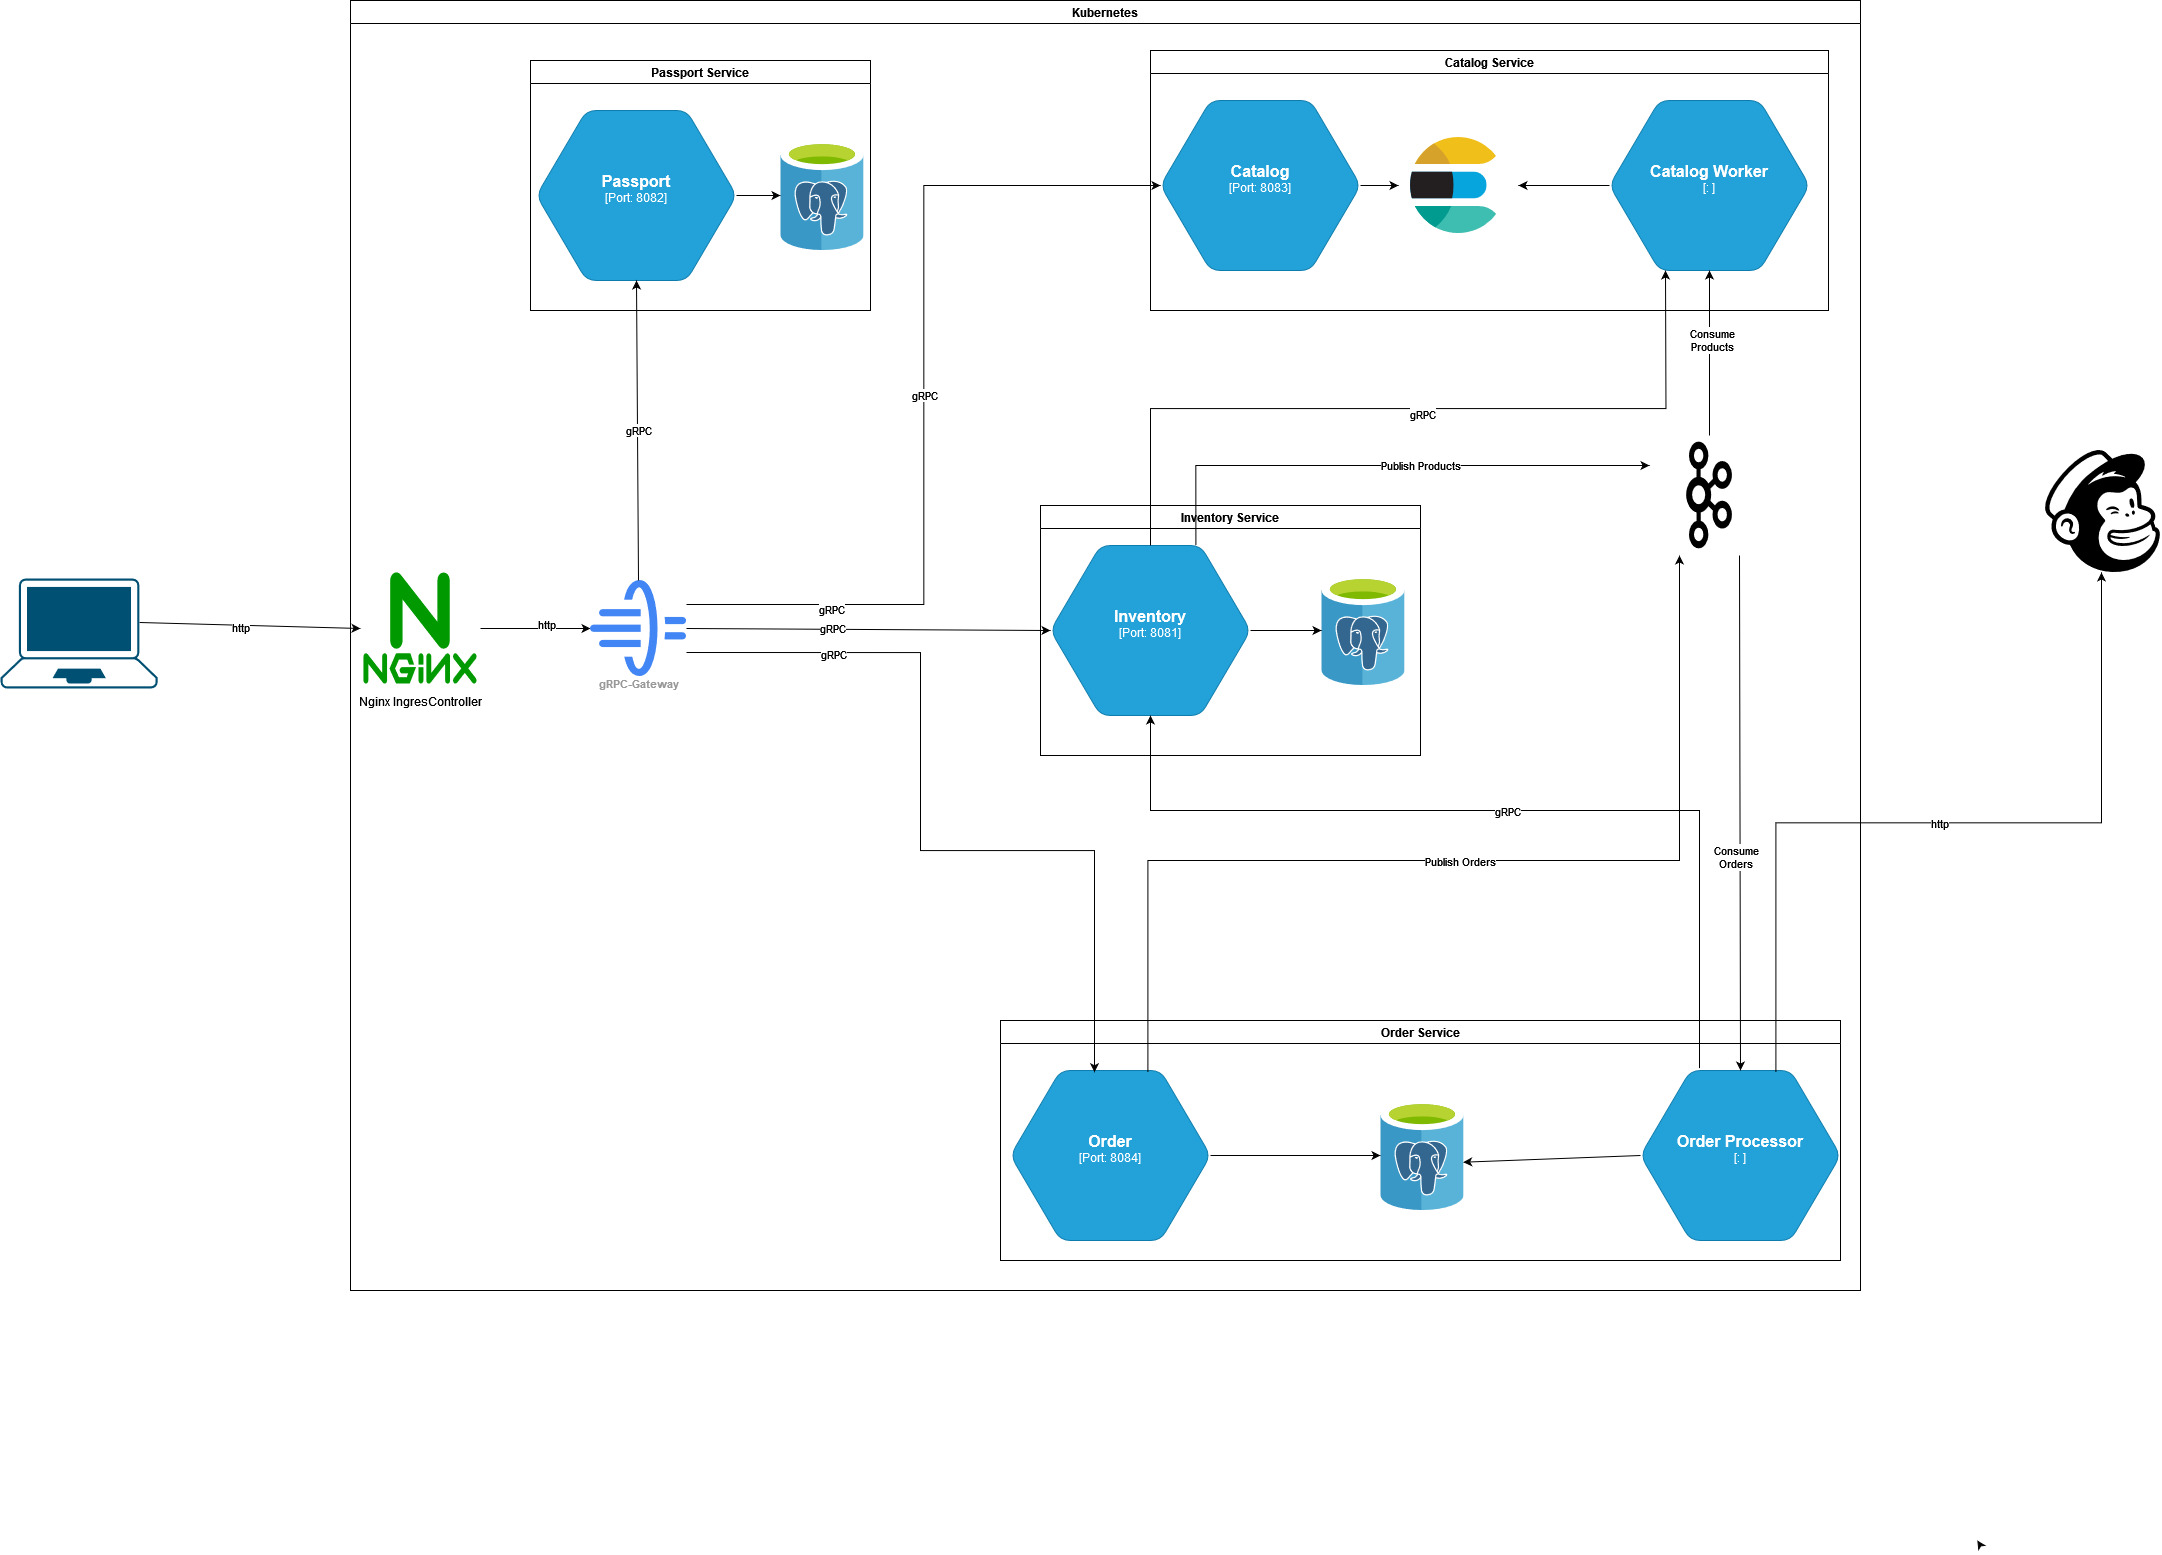 Kubernetes
Passport Service
Catalog Service
Passport
[Port: 8082]
Catalog
[Port: 8083]
Catalog Worker
[: ]
Consume
Products
gRPC
gRPC
gRPC
Publish Products
Inventory Service
Inventory
[Port: 8081]
http
NGiNX
Nginx IngresController
http
gRPC-Gateway
gRPC
gRPC
gRPC
gRPC
http
Consume
Orders
Publish Orders
Order Service
Order
[Port: 8084]
Order Processor
[: ]